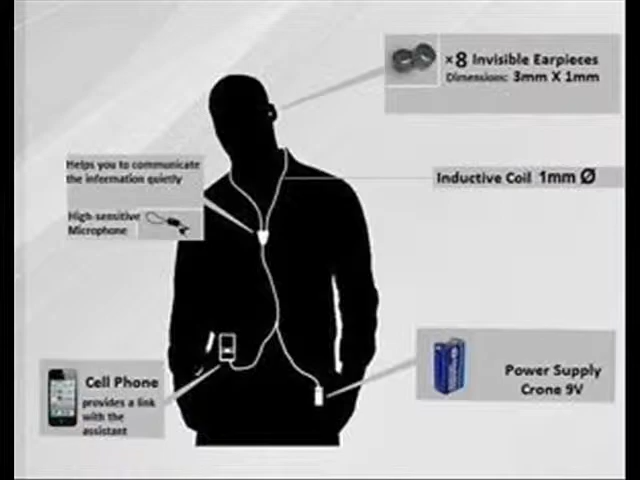 ×8 Invisible Earpieces
Dimensions: 3mm X 1mm
Helps you to communicate
the information quietly
Inductive Coil 1mm Ø
High-sensitive
Microphone
Cell Phone
provides a link
with the
assistant
Power Supply
Crone 9V